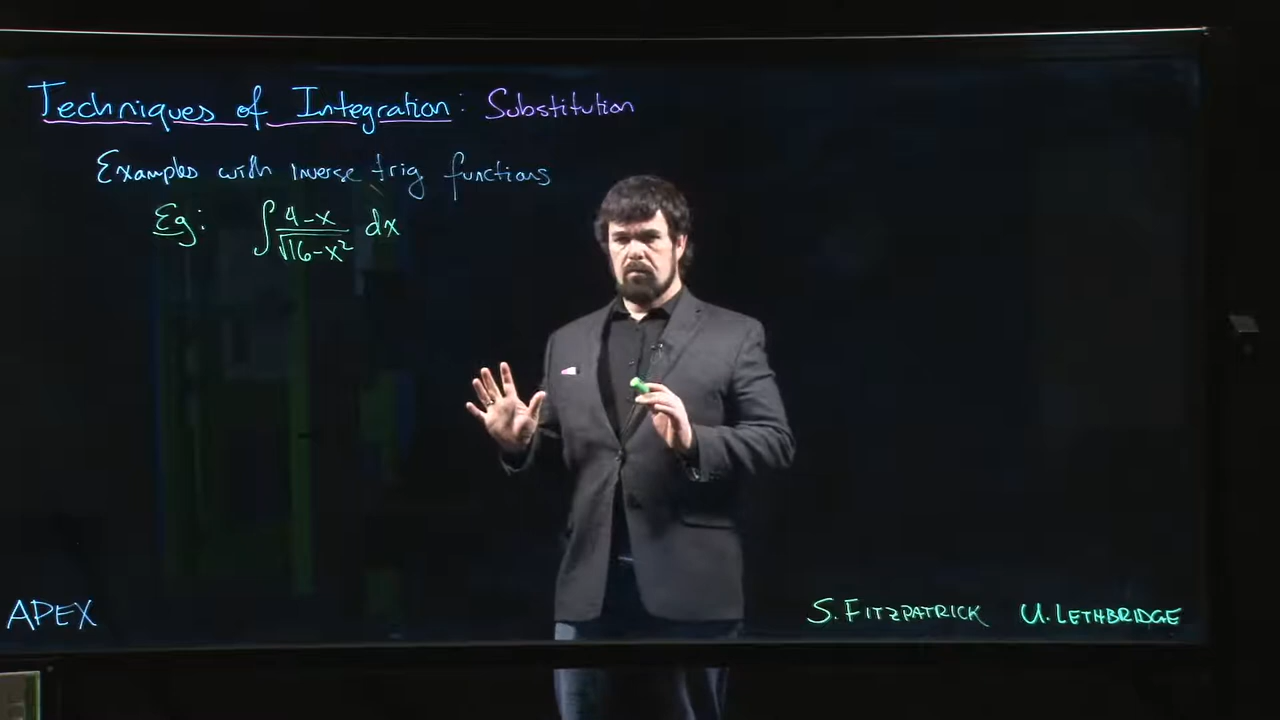 Techniques of Integration: Substitution
Examples with inverse trig functions
Eg: ∫ (4-x)/√(16-x²) dx
APEX
S. FITZPATRICK U. LETHBRIDGE